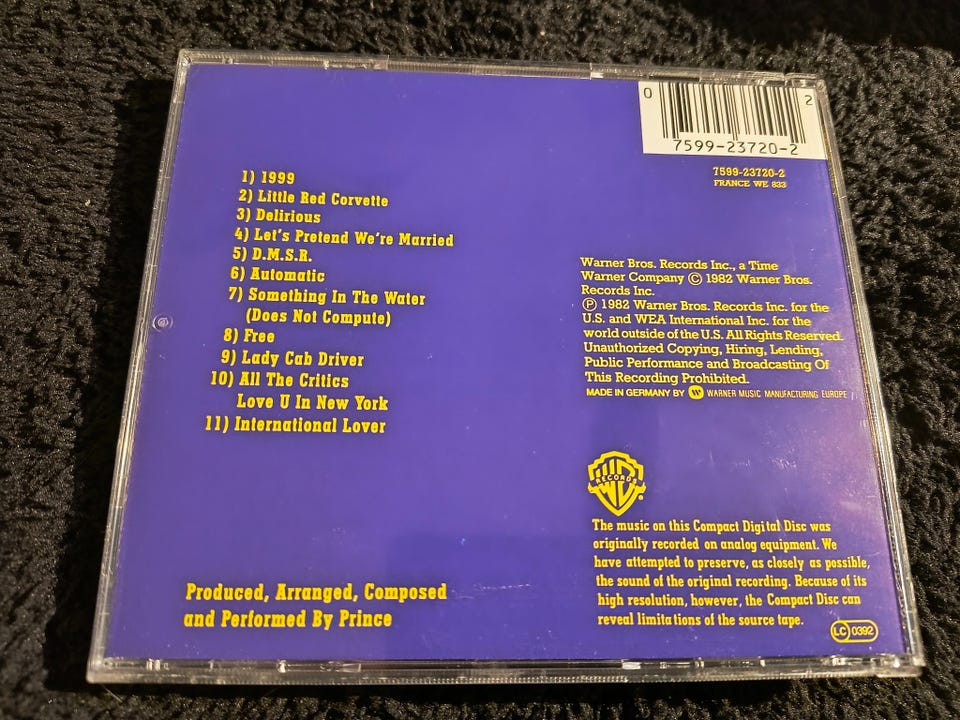 0 2
7599-23720-2
7599-23720-2
FRANCE WE 833
1) 1999
2) Little Red Corvette
3) Delirious
4) Let's Pretend We're Married
5) D.M.S.R.
6) Automatic
7) Something In The Water
(Does Not Compute)
8) Free
9) Lady Cab Driver
10) All The Critics
Love U In New York
11) International Lover
Produced, Arranged, Composed
and Performed By Prince
Warner Bros. Records Inc., a Time
Warner Company © 1982 Warner Bros.
Records Inc.
℗ 1982 Warner Bros. Records Inc. for the
U.S. and WEA International Inc. for the
world outside of the U.S. All Rights Reserved.
Unauthorized Copying, Hiring, Lending,
Public Performance and Broadcasting Of
This Recording Prohibited.
MADE IN GERMANY BY WARNER MUSIC MANUFACTURING EUROPE
WB
RECORDS
The music on this Compact Digital Disc was
originally recorded on analog equipment. We
have attempted to preserve, as closely as possible,
the sound of the original recording. Because of its
high resolution, however, the Compact Disc can
reveal limitations of the source tape.
LC 0392